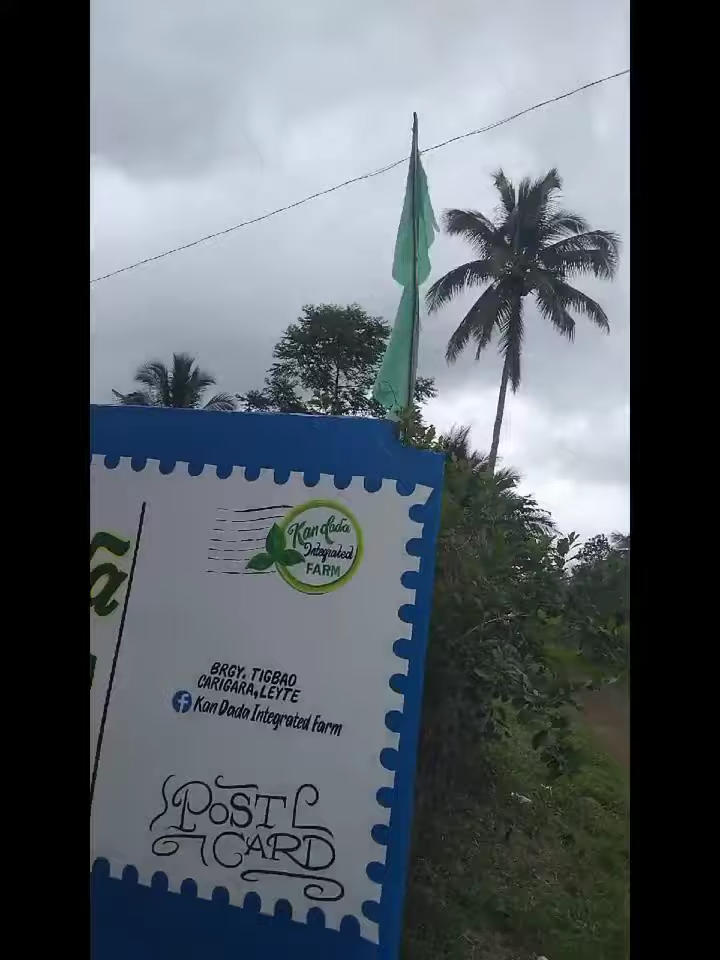 Kan dada
Integrated
FARM
BRGY. TIGBAO
CARIGARA, LEYTE
Kan Dada Integrated Farm
POST
CARD